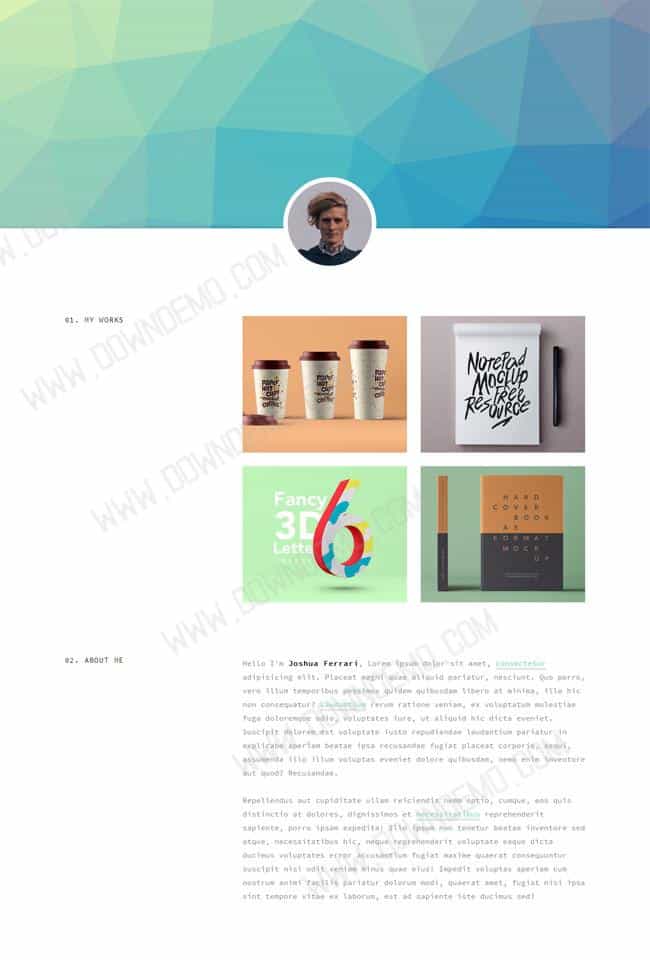 WWW.DOWNDEMO.COM
01. MY WORKS
PAPER
HOT
CUPS
COFFEE
NOTEPAD
MOCKUP
FREE
RESOURCE
Fancy
3D
Letter
6
HARD
COVER
BOOK
A5
FORMAT
MOCK
UP
02. ABOUT ME
Hello I'm Joshua Ferrari, Lorem ipsum dolor sit amet, consectetur
adipisicing elit. Placeat magni quae aliquid pariatur, nesciunt. Quo porro,
vero illum temporibus possimus quidem quibusdam libero at minima, illo hic
non consequatur! Laudantium rerum ratione veniam, ex voluptatum molestiae
fuga doloremque odio, voluptates iure, ut aliquid hic dicta eveniet.
Suscipit dolorem est voluptate iusto repudiandae laudantium pariatur in
explicabo aperiam beatae ipsa recusandae fugiat placeat corporis, sequi,
assumenda illo illum voluptas eveniet dolore quibusdam, nemo enim inventore
aut quod? Recusandae.
Repellendus aut cupiditate ullam reiciendis nemo optio, cumque, eos quis
distinctio at dolores, dignissimos et necessitatibus reprehenderit
sapiente, porro ipsam expedita! Illo ipsum non tenetur beatae inventore sed
atque, necessitatibus hic, neque reprehenderit voluptate eaque dicta
ducimus voluptates error accusantium fugiat maxime quaerat consequuntur
suscipit nisi odit veniam minus quae eius! Impedit voluptas aperiam cum
nostrum animi facilis pariatur dolorum modi, quaerat amet, fugiat nisi ipsa
sint tempore vitae ex laborum, est ad sapiente iste ducimus sed!